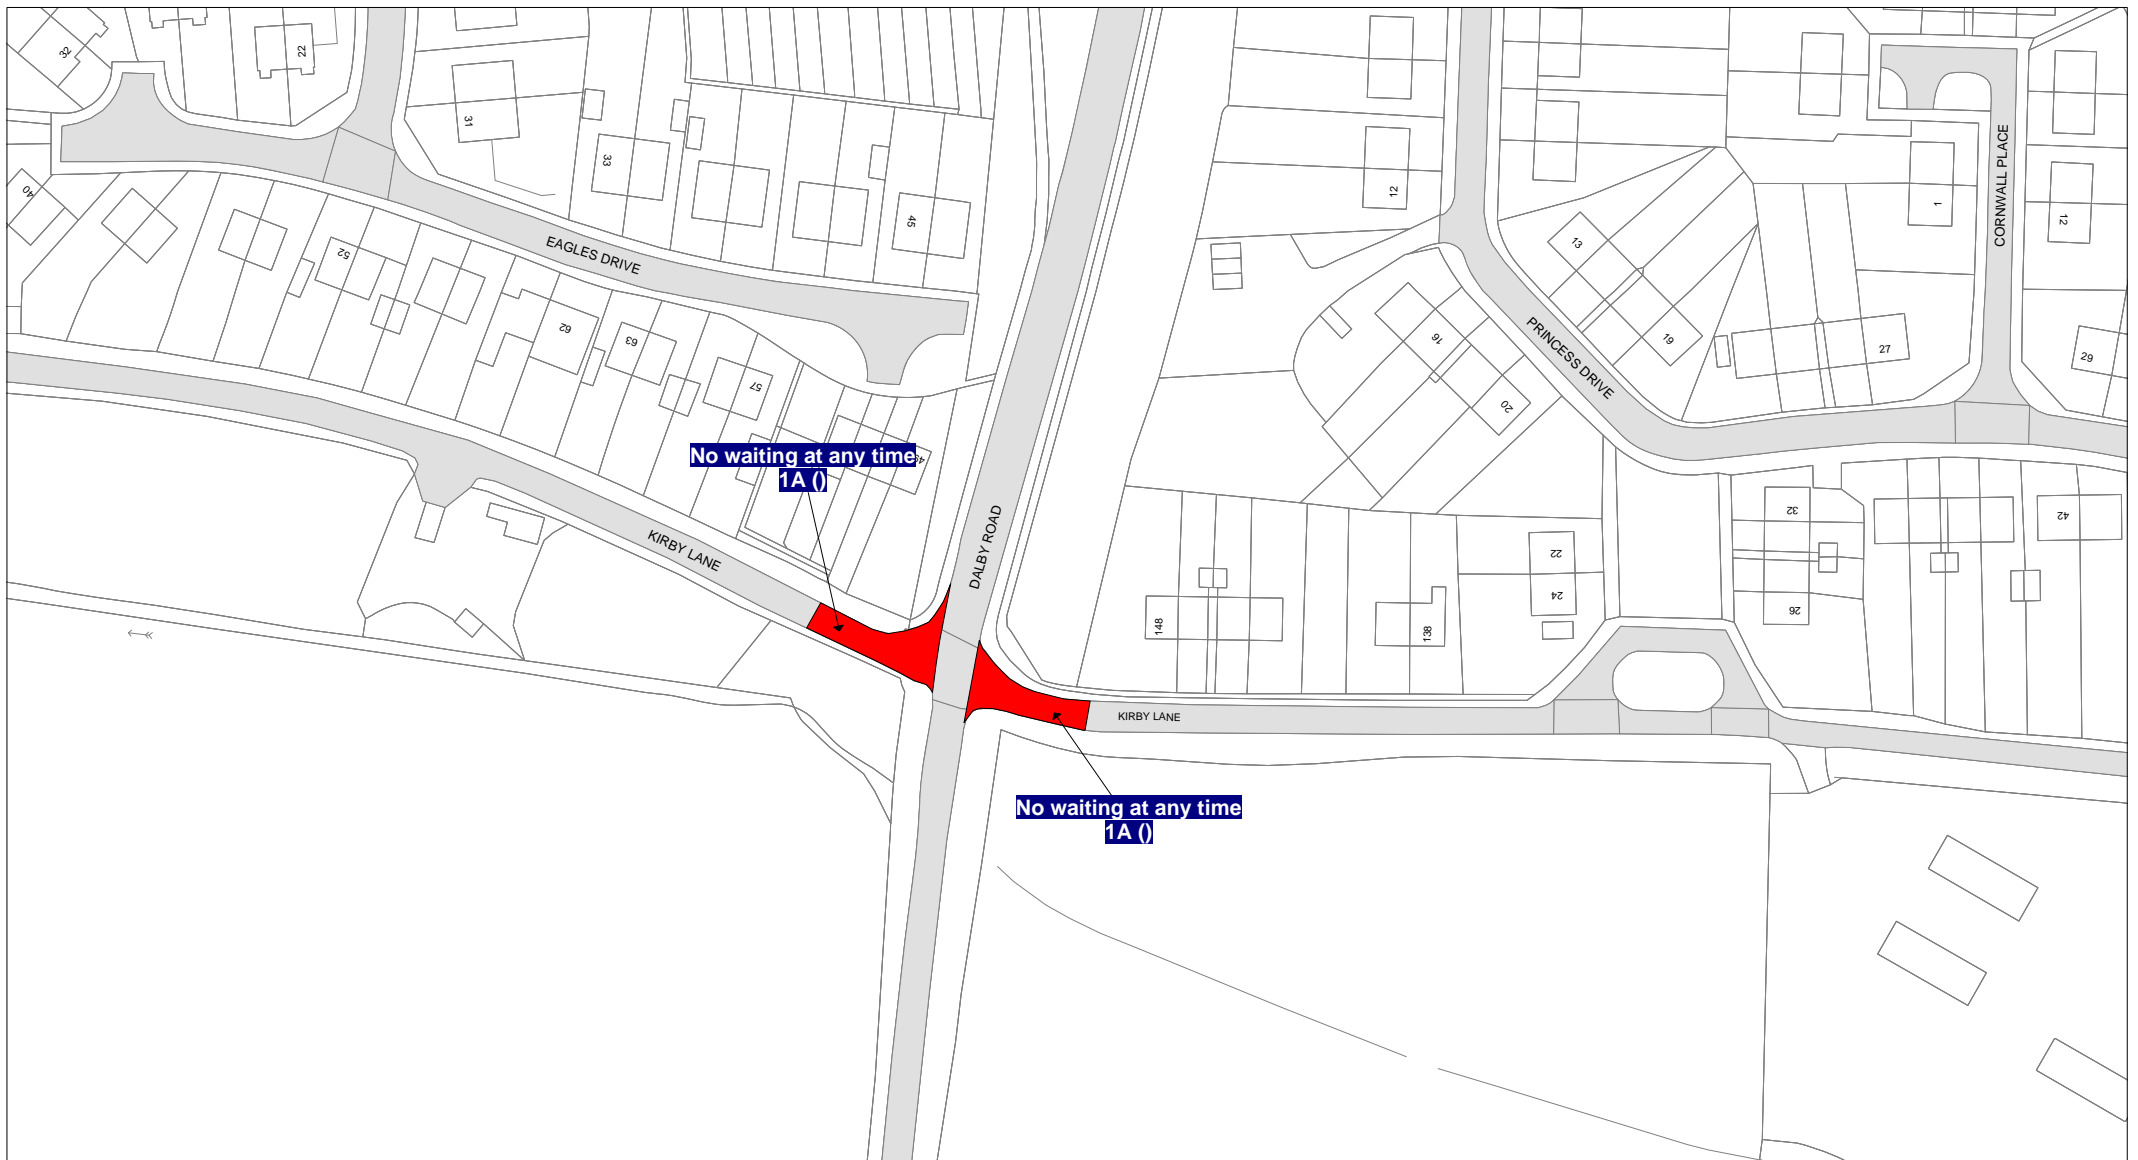 32
22
31
33
45
40
52
EAGLES DRIVE
62
63
57
49
No waiting at any time
1A ()
KIRBY LANE
DALBY ROAD
12
13
16
19
20
PRINCESS DRIVE
1
CORNWALL PLACE
12
27
29
32
42
22
24
26
148
138
KIRBY LANE
No waiting at any time
1A ()